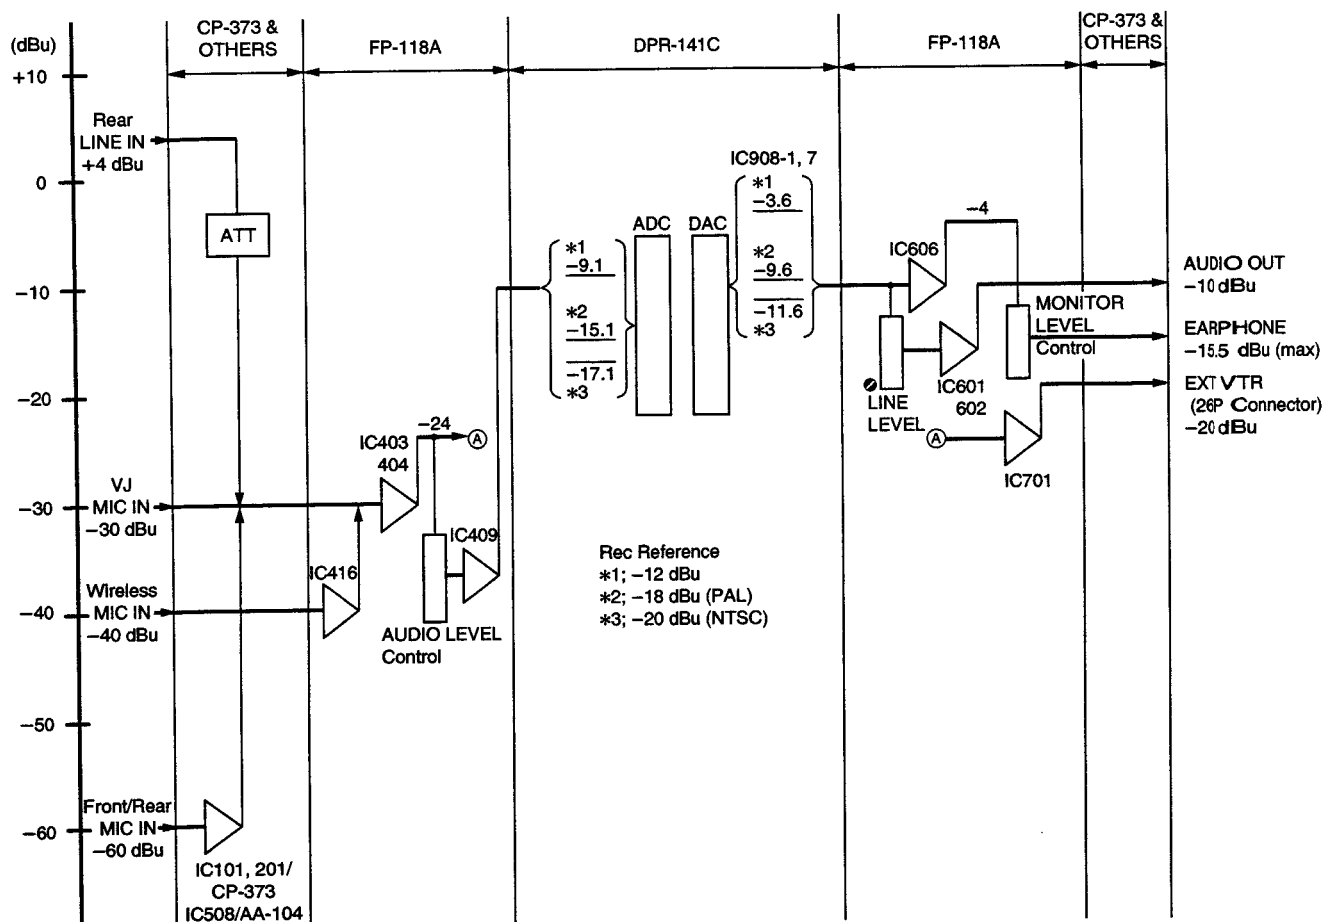 CP-373 &
OTHERS
FP-118A
DPR-141C
FP-118A
CP-373 &
OTHERS
(dBu)
+10
0
−10
−20
−30
−40
−50
−60
Rear
LINE IN
+4 dBu
ATT
VJ
MIC IN
−30 dBu
Wireless
MIC IN
−40 dBu
Front/Rear
MIC IN
−60 dBu
IC101, 201/
CP-373
IC508/AA-104
IC416
IC403
404
−24
A
IC409
AUDIO LEVEL
Control
*1
−9.1
*2
−15.1
−17.1
*3
ADC
DAC
IC908-1, 7
*1
−3.6
*2
−9.6
−11.6
*3
Rec Reference
*1; −12 dBu
*2; −18 dBu (PAL)
*3; −20 dBu (NTSC)
IC606
−4
IC601
602
LINE
LEVEL
MONITOR
LEVEL
Control
A
IC701
AUDIO OUT
−10 dBu
EARPHONE
−15.5 dBu (max)
EXT VTR
(26P Connector)
−20 dBu